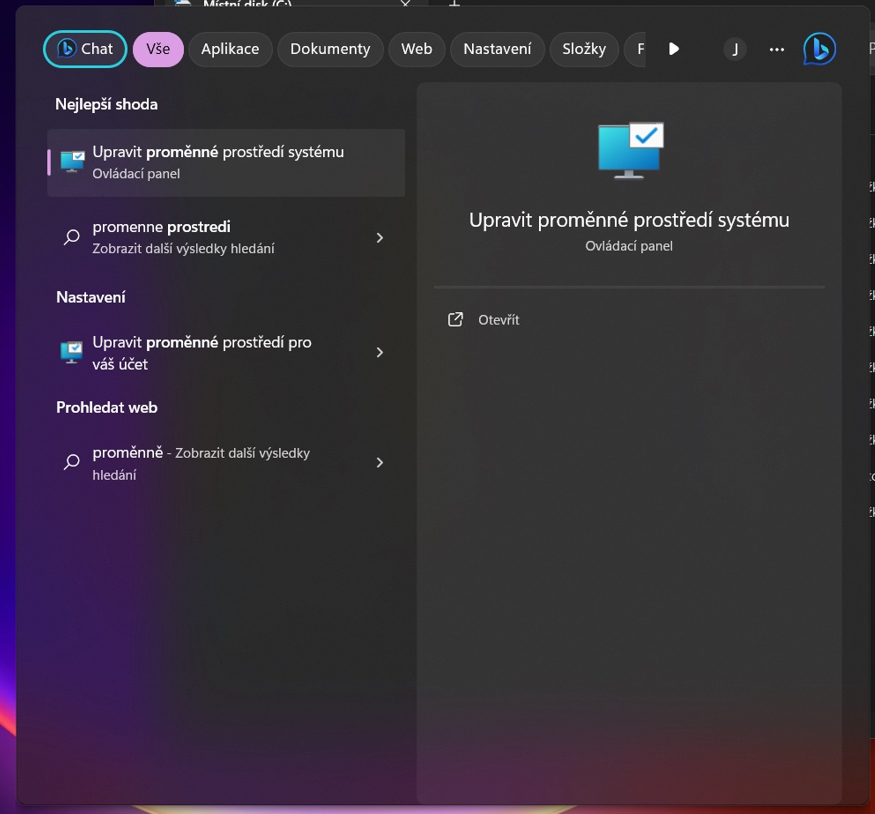 Místní disk (C:)
Chat
Vše
Aplikace
Dokumenty
Web
Nastavení
Složky
F
J
Nejlepší shoda
Upravit proměnné prostředí systému
Ovládací panel
promenne prostredi
Zobrazit další výsledky hledání
Nastavení
Upravit proměnné prostředí pro
váš účet
Prohledat web
proměnně - Zobrazit další výsledky
hledání
Upravit proměnné prostředí systému
Ovládací panel
Otevřít